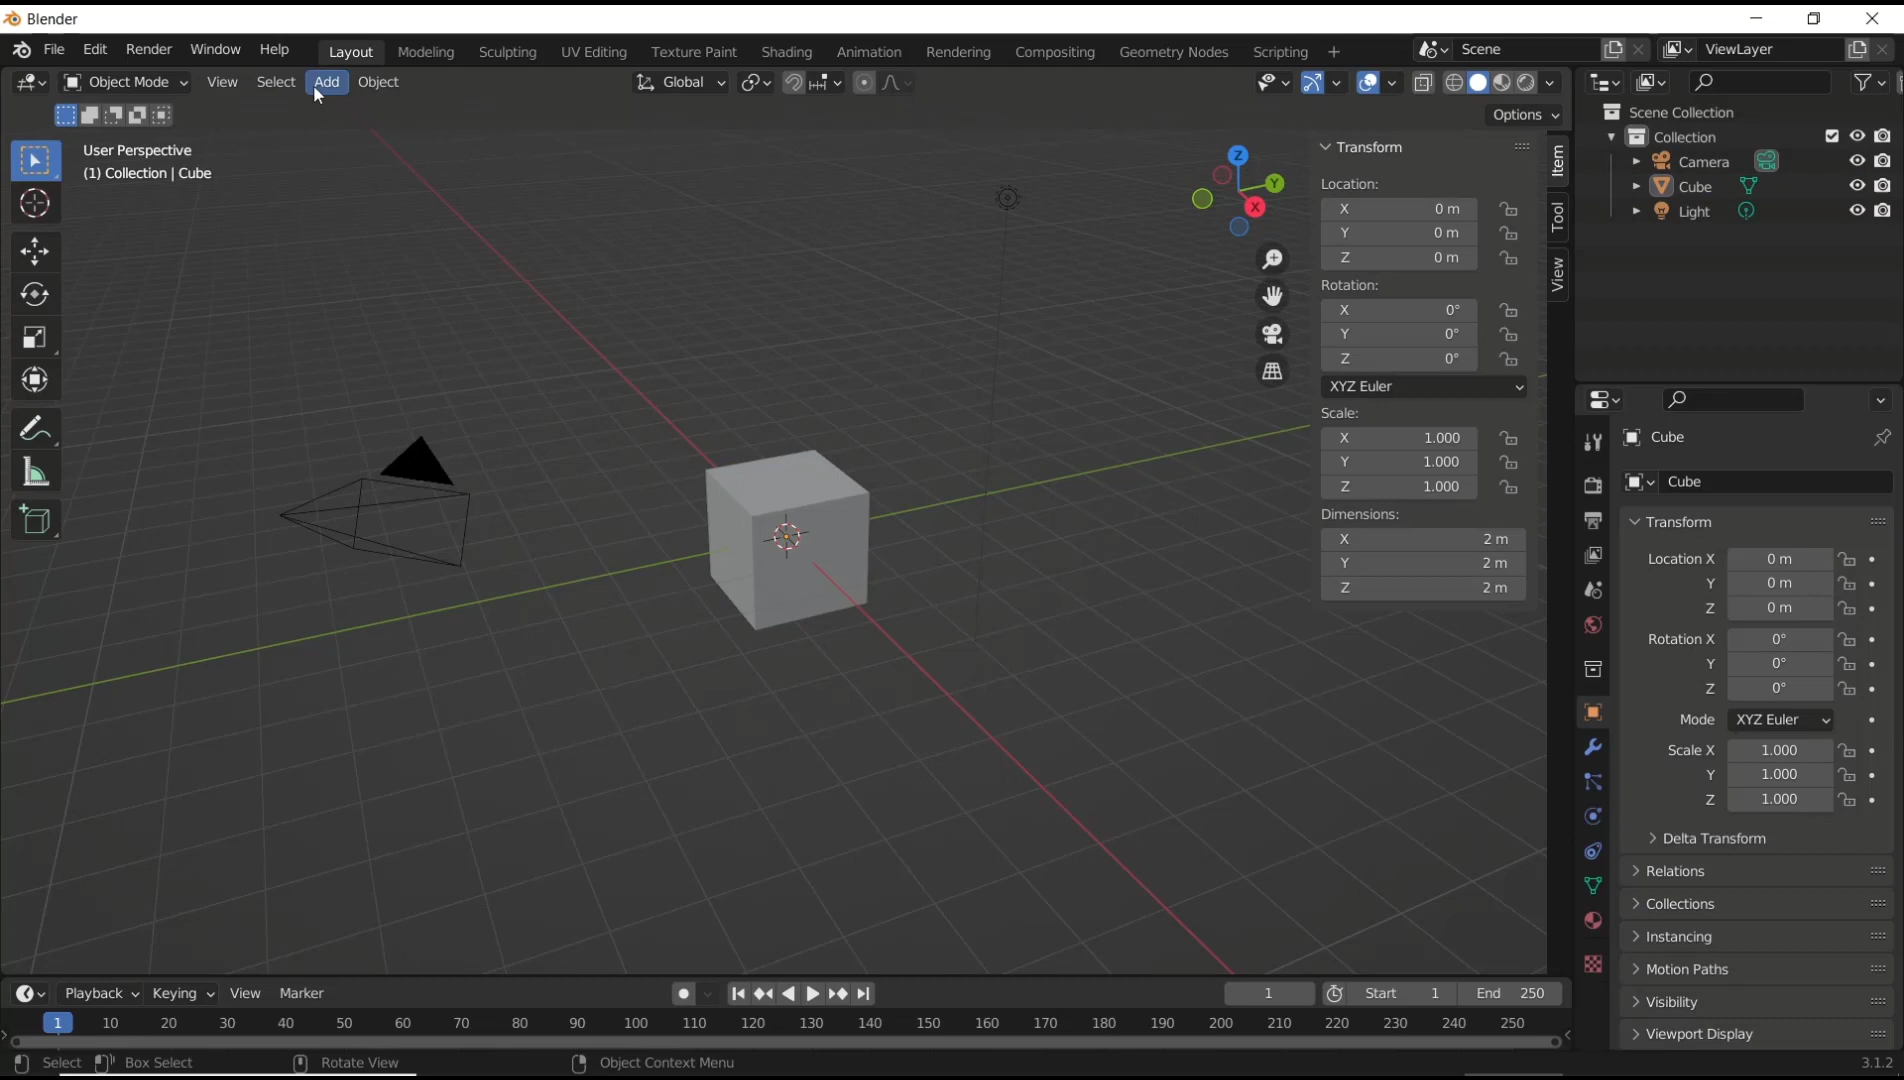 Blender
File Edit Render Window Help Layout Modeling Sculpting UV Editing Texture Paint Shading Animation Rendering Compositing Geometry Nodes Scripting + Scene ViewLayer
Object Mode View Select Add Object Global
Options
User Perspective
(1) Collection | Cube
Z
Y
X
Transform
Location:
X 0 m
Y 0 m
Z 0 m
Rotation:
X 0°
Y 0°
Z 0°
XYZ Euler
Scale:
X 1.000
Y 1.000
Z 1.000
Dimensions:
X 2 m
Y 2 m
Z 2 m
Item
Tool
View
Scene Collection
Collection
Camera
Cube
Light
Cube
Cube
Transform
Location X 0 m
Y 0 m
Z 0 m
Rotation X 0°
Y 0°
Z 0°
Mode XYZ Euler
Scale X 1.000
Y 1.000
Z 1.000
Delta Transform
Relations
Collections
Instancing
Motion Paths
Visibility
Viewport Display
Playback Keying View Marker 1 Start 1 End 250
1 10 20 30 40 50 60 70 80 90 100 110 120 130 140 150 160 170 180 190 200 210 220 230 240 250
Select Box Select Rotate View Object Context Menu 3.1.2